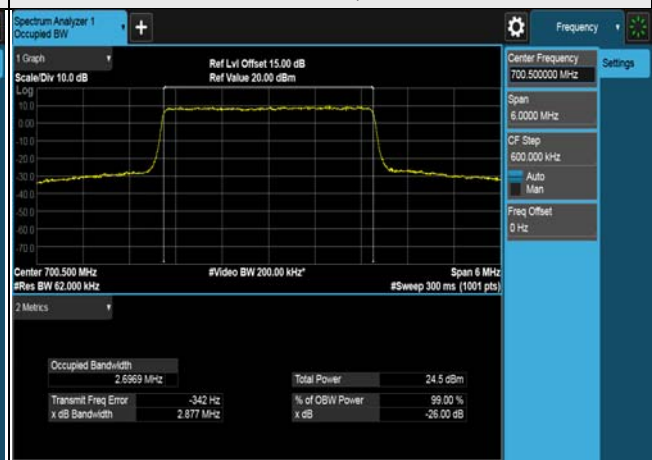 Spectrum Analyzer 1
Occupied BW
+
Frequency
1 Graph
Ref Lvl Offset 15.00 dB
Scale/Div 10.0 dB
Ref Value 20.00 dBm
Log
10.0
0.00
-10.0
-20.0
-30.0
-40.0
-50.0
-60.0
-70.0
Center 700.500 MHz
#Video BW 200.00 kHz*
Span 6 MHz
#Res BW 62.000 kHz
#Sweep 300 ms (1001 pts)
Center Frequency
700.500000 MHz
Settings
Span
6.0000 MHz
CF Step
600.000 kHz
Auto
Man
Freq Offset
0 Hz
2 Metrics
Occupied Bandwidth
2.6969 MHz
Total Power 24.5 dBm
Transmit Freq Error -342 Hz
% of OBW Power 99.00 %
x dB Bandwidth 2.877 MHz
x dB -26.00 dB